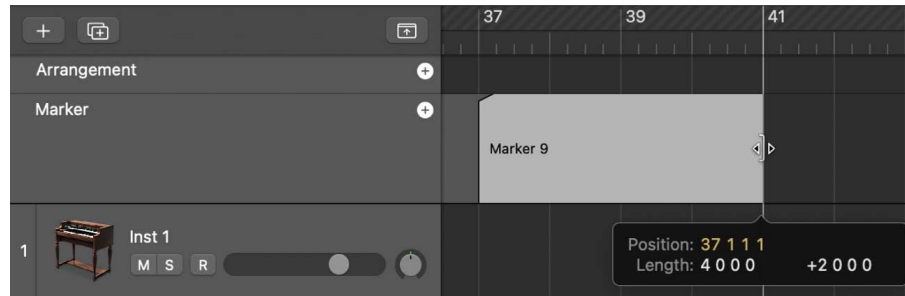 37 39 41
Arrangement
Marker
Marker 9
1 Inst 1
M S R
Position: 37 1 1 1
Length: 4 0 0 0 +2 0 0 0